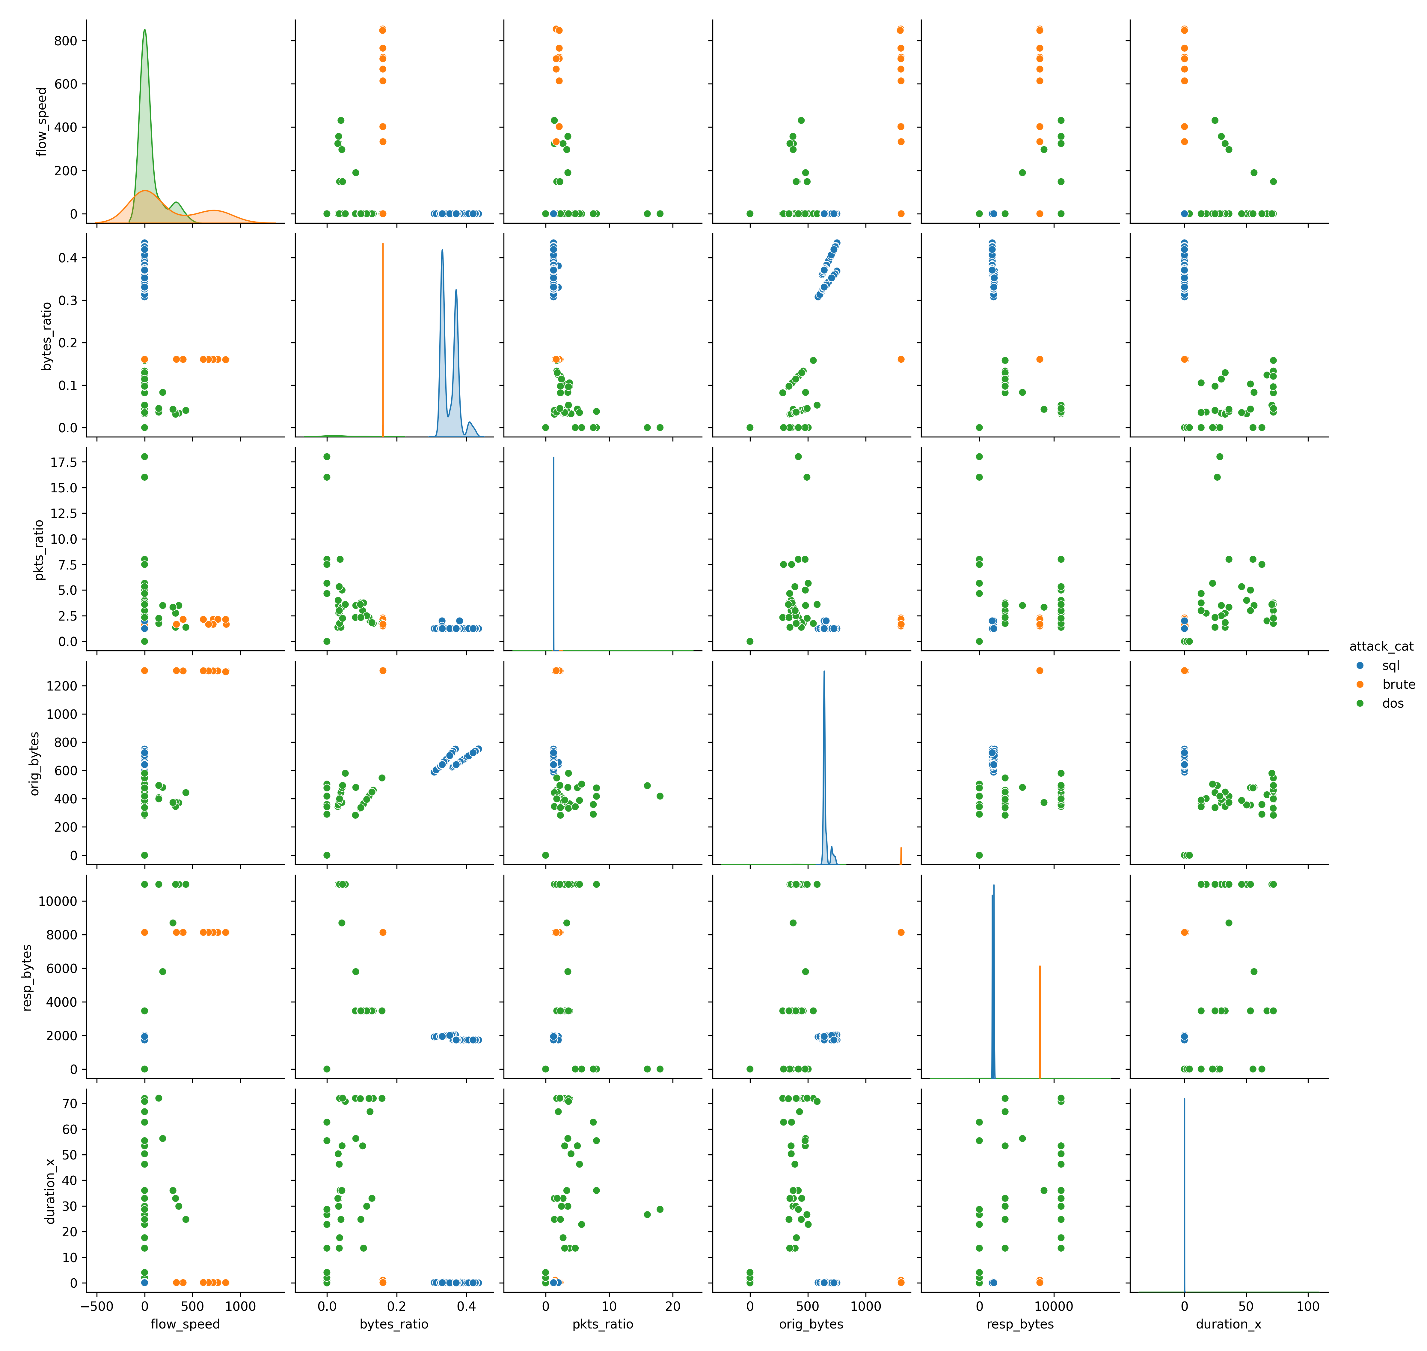 800
600
400
200
0
flow_speed
0.4
0.3
0.2
0.1
0.0
bytes_ratio
17.5
15.0
12.5
10.0
7.5
5.0
2.5
0.0
pkts_ratio
attack_cat
sql
brute
dos
1200
1000
800
600
400
200
0
orig_bytes
10000
8000
6000
4000
2000
0
resp_bytes
70
60
50
40
30
20
10
0
duration_x
−500 0 1000
flow_speed
0.0 0.2 0.4
bytes_ratio
0 10 20
pkts_ratio
0 500 1000
orig_bytes
0 10000
resp_bytes
0 50 100
duration_x